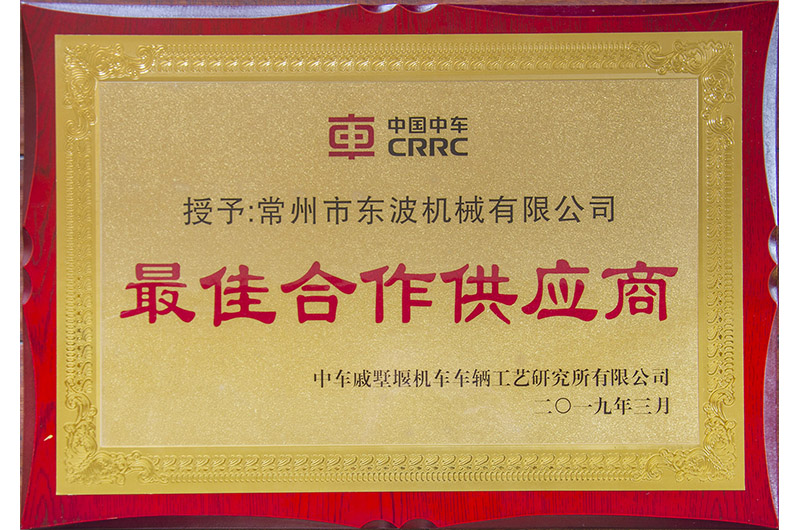 中国中车
CRRC
授予:常州市东波机械有限公司
最佳合作供应商
中车戚墅堰机车车辆工艺研究所有限公司
二〇一九年三月